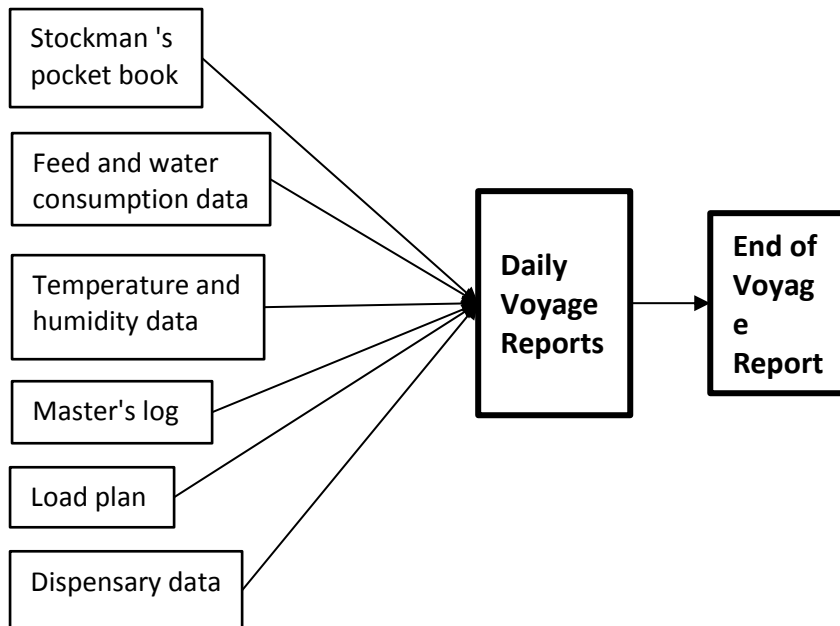 Stockman 's
pocket book
Feed and water
consumption data
Temperature and
humidity data
Master's log
Load plan
Dispensary data
Daily
Voyage
Reports
End of
Voyag
e
Report